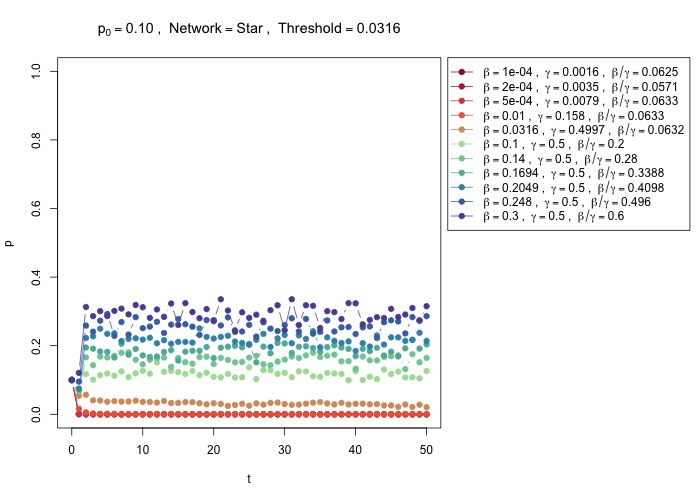 p₀ = 0.10 , Network = Star , Threshold = 0.0316
β = 1e-04 , γ = 0.0016 , β/γ = 0.0625
β = 2e-04 , γ = 0.0035 , β/γ = 0.0571
β = 5e-04 , γ = 0.0079 , β/γ = 0.0633
β = 0.01 , γ = 0.158 , β/γ = 0.0633
β = 0.0316 , γ = 0.4997 , β/γ = 0.0632
β = 0.1 , γ = 0.5 , β/γ = 0.2
β = 0.14 , γ = 0.5 , β/γ = 0.28
β = 0.1694 , γ = 0.5 , β/γ = 0.3388
β = 0.2049 , γ = 0.5 , β/γ = 0.4098
β = 0.248 , γ = 0.5 , β/γ = 0.496
β = 0.3 , γ = 0.5 , β/γ = 0.6
p
1.0
0.8
0.6
0.4
0.2
0.0
0 10 20 30 40 50
t